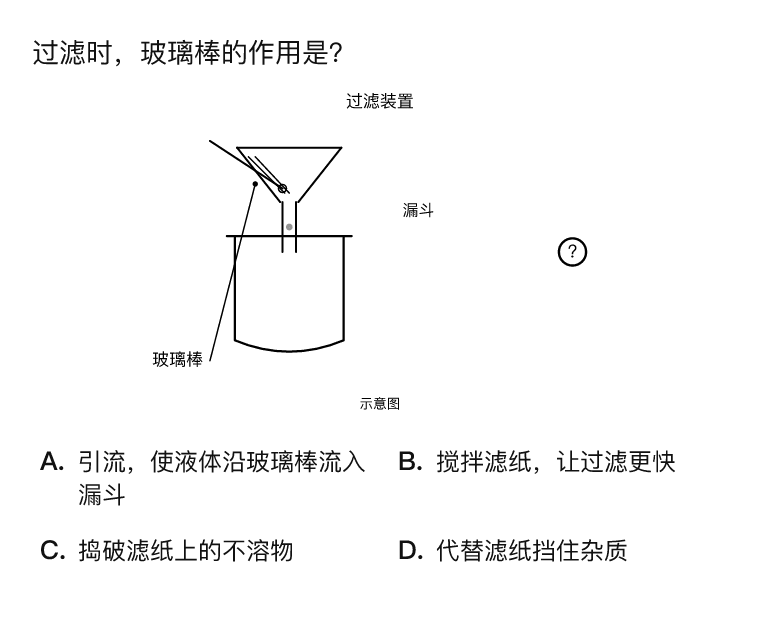 过滤时，玻璃棒的作用是？
过滤装置
漏斗
?
玻璃棒
示意图
A. 引流，使液体沿玻璃棒流入
漏斗
B. 搅拌滤纸，让过滤更快
C. 捣破滤纸上的不溶物
D. 代替滤纸挡住杂质